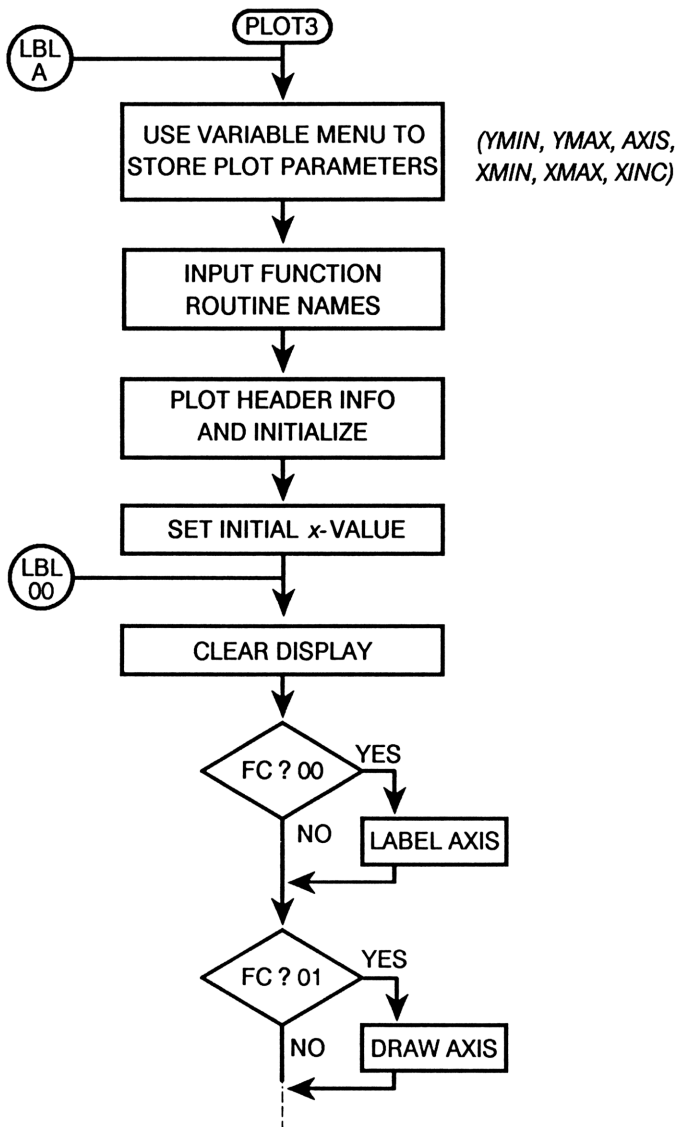 PLOT3
LBL
A
USE VARIABLE MENU TO
STORE PLOT PARAMETERS
(YMIN, YMAX, AXIS,
XMIN, XMAX, XINC)
INPUT FUNCTION
ROUTINE NAMES
PLOT HEADER INFO
AND INITIALIZE
SET INITIAL x-VALUE
LBL
00
CLEAR DISPLAY
FC ? 00
YES
NO
LABEL AXIS
FC ? 01
YES
NO
DRAW AXIS